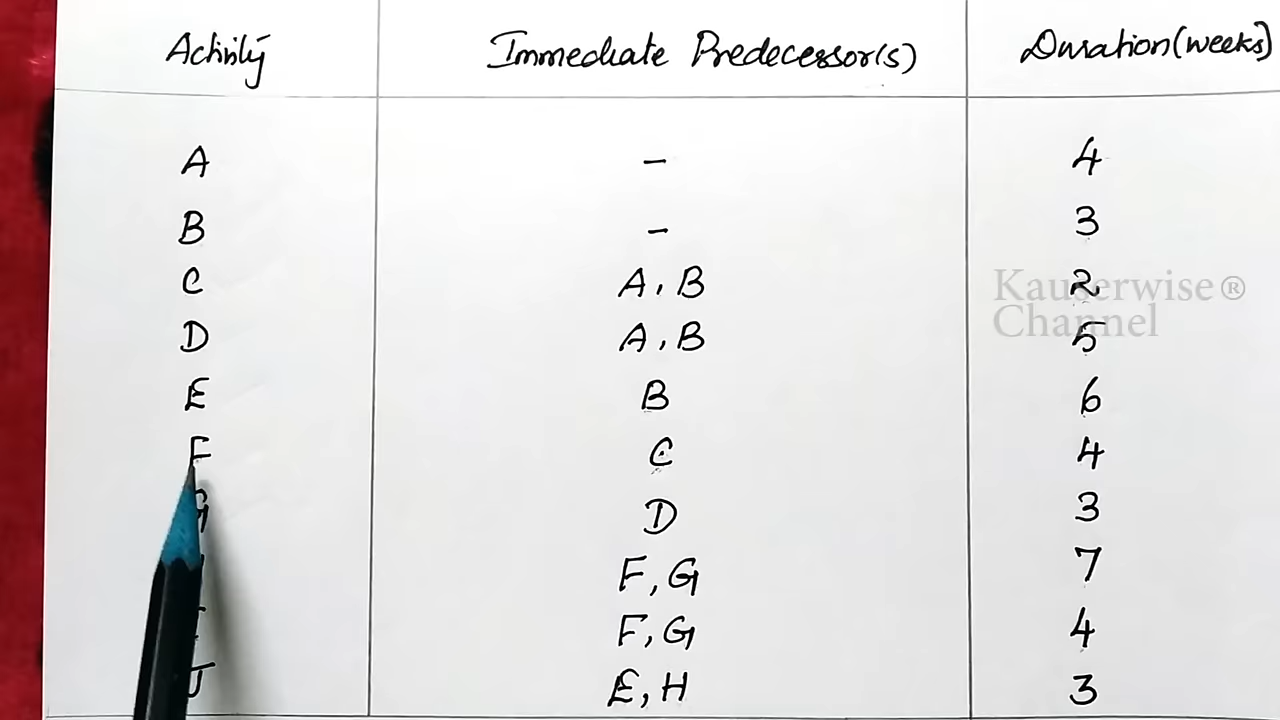 Activity Immediate Predecessor(s) Duration(weeks)
A - 4
B - 3
C A, B 2
Kauserwise®
Channel
D A, B 5
E B 6
F C 4
G D 3
F, G 7
F, G 4
J E, H 3